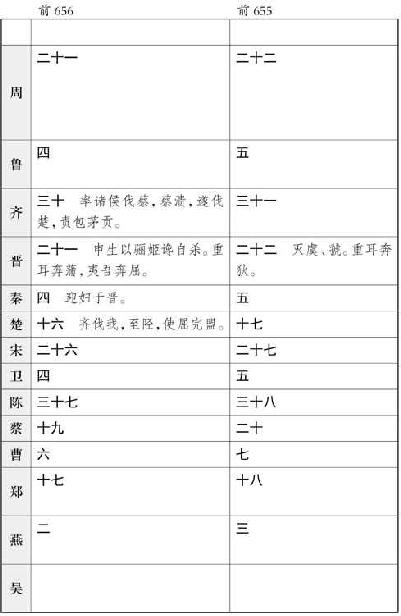 前 656 前 655
周 二十一 二十二
鲁 四 五
齐 三十 率诸侯伐蔡，蔡溃，遂伐 三十一
楚，责包茅贡。
晋 二十一 申生以骊姬谗自杀。重 二十二 灭虞、虢。重耳奔
耳奔蒲，夷吾奔屈。 狄。
秦 四 迎妇于晋。 五
楚 十六 齐伐我，至陉，使屈完盟。 十七
宋 二十六 二十七
卫 四 五
陈 三十七 三十八
蔡 十九 二十
曹 六 七
郑 十七 十八
燕 二 三
吴